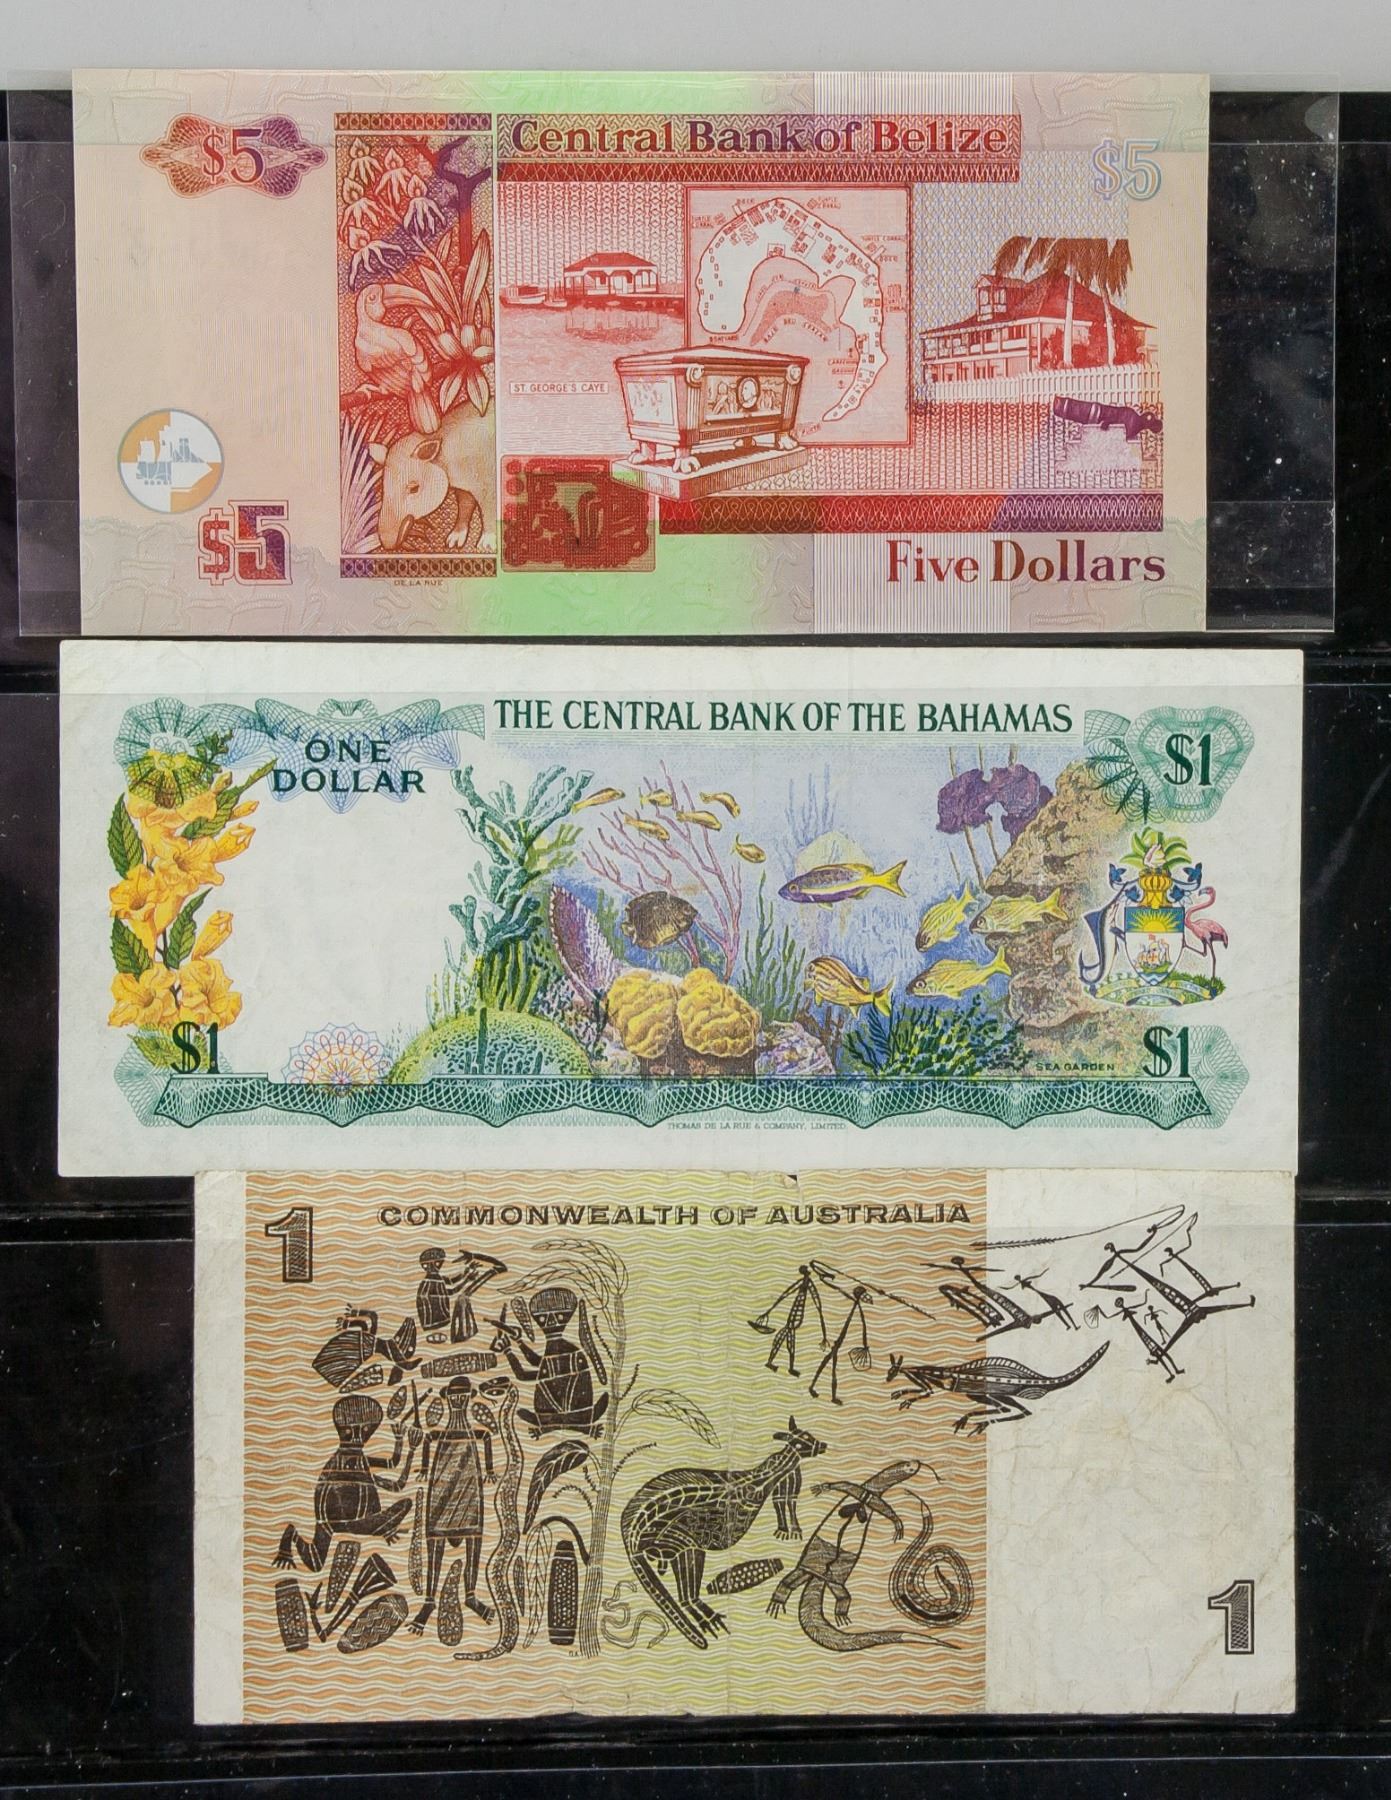 $5
Central Bank of Belize
$5
ST. GEORGE'S CAYE
$5
DE LA RUE
Five Dollars
THE CENTRAL BANK OF THE BAHAMAS
ONE
DOLLAR
$1
$1
SEA GARDEN
$1
THOMAS DE LA RUE & COMPANY, LIMITED
1
COMMONWEALTH OF AUSTRALIA
1